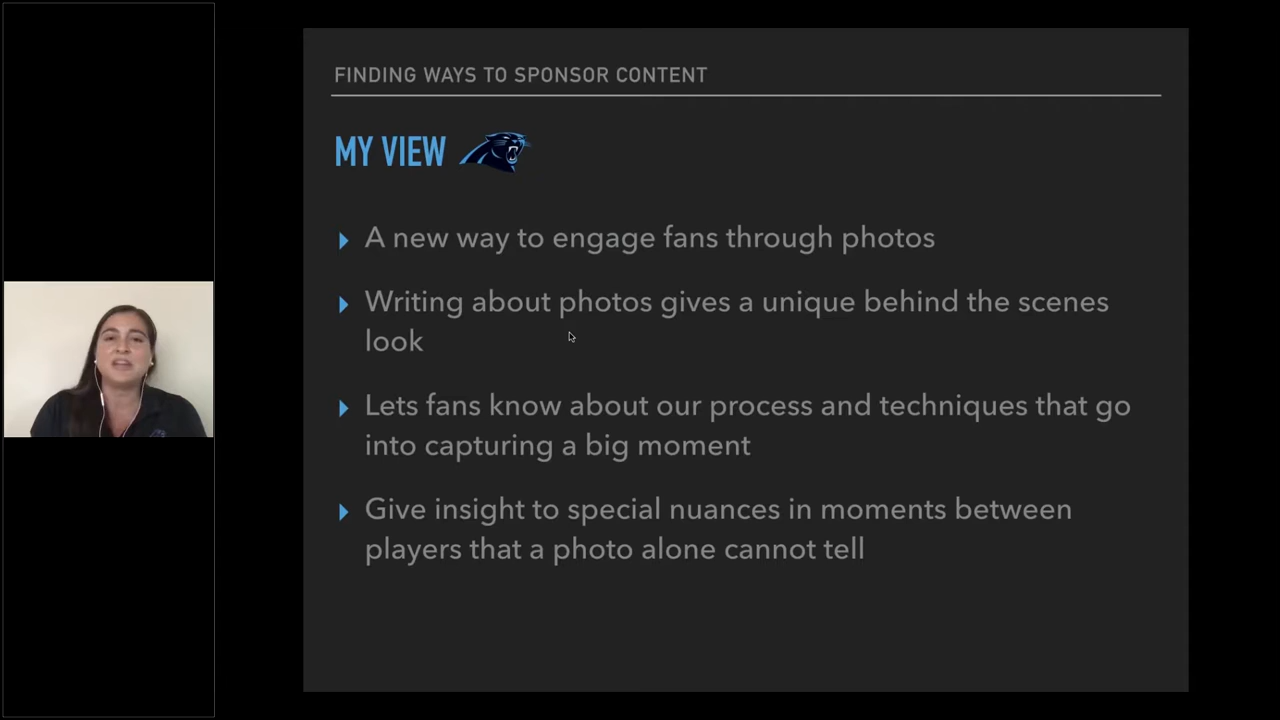 FINDING WAYS TO SPONSOR CONTENT
MY VIEW
A new way to engage fans through photos
Writing about photos gives a unique behind the scenes
look
Lets fans know about our process and techniques that go
into capturing a big moment
Give insight to special nuances in moments between
players that a photo alone cannot tell